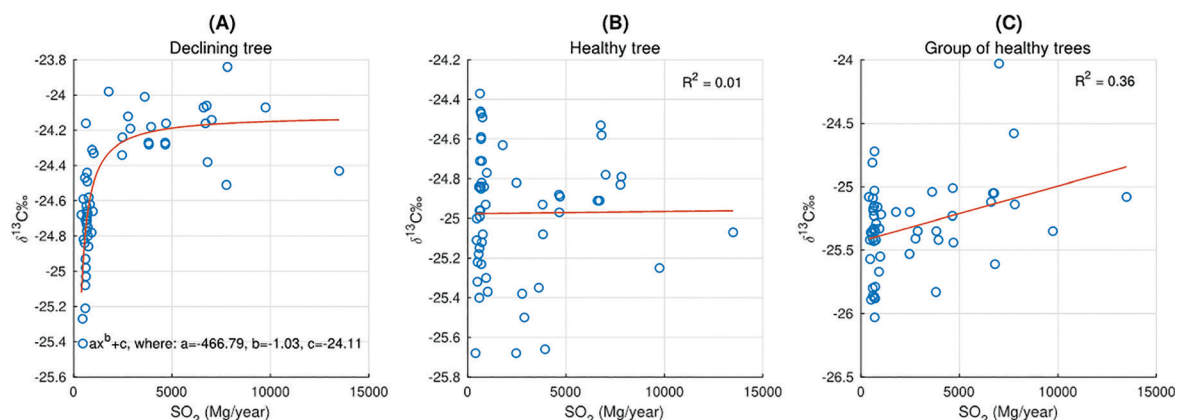 (A)
Declining tree
-23.8
-24
-24.2
-24.4
-24.6
-24.8
-25
-25.2
-25.4
-25.6
δ13C‰
ax^b+c, where: a=-466.79, b=-1.03, c=-24.11
0
5000
10000
15000
SO2 (Mg/year)
(B)
Healthy tree
-24.2
-24.4
-24.6
-24.8
-25
-25.2
-25.4
-25.6
-25.8
δ13C‰
R2 = 0.01
0
5000
10000
15000
SO2 (Mg/year)
(C)
Group of healthy trees
-24
-24.5
-25
-25.5
-26
-26.5
δ13C‰
R2 = 0.36
0
5000
10000
15000
SO2 (Mg/year)